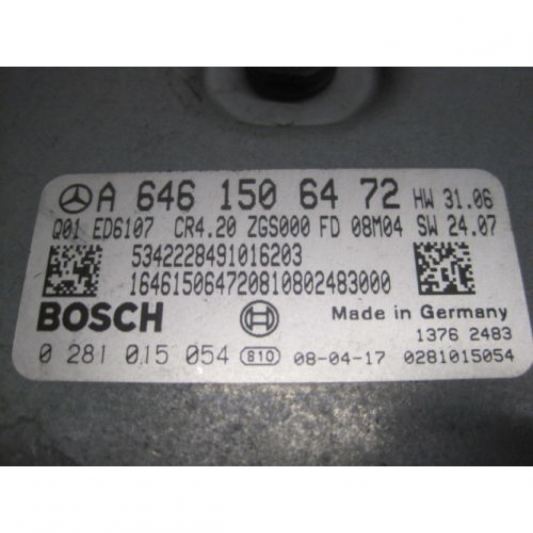 A 646 150 64 72 HW 31.06
Q01 ED6107 CR4.20 ZGS000 FD 08M04 SW 24.07
5342228491016203
164615064720810802483000
BOSCH Made in Germany
1376 2483
0 281 015 054 810 08-04-17 0281015054